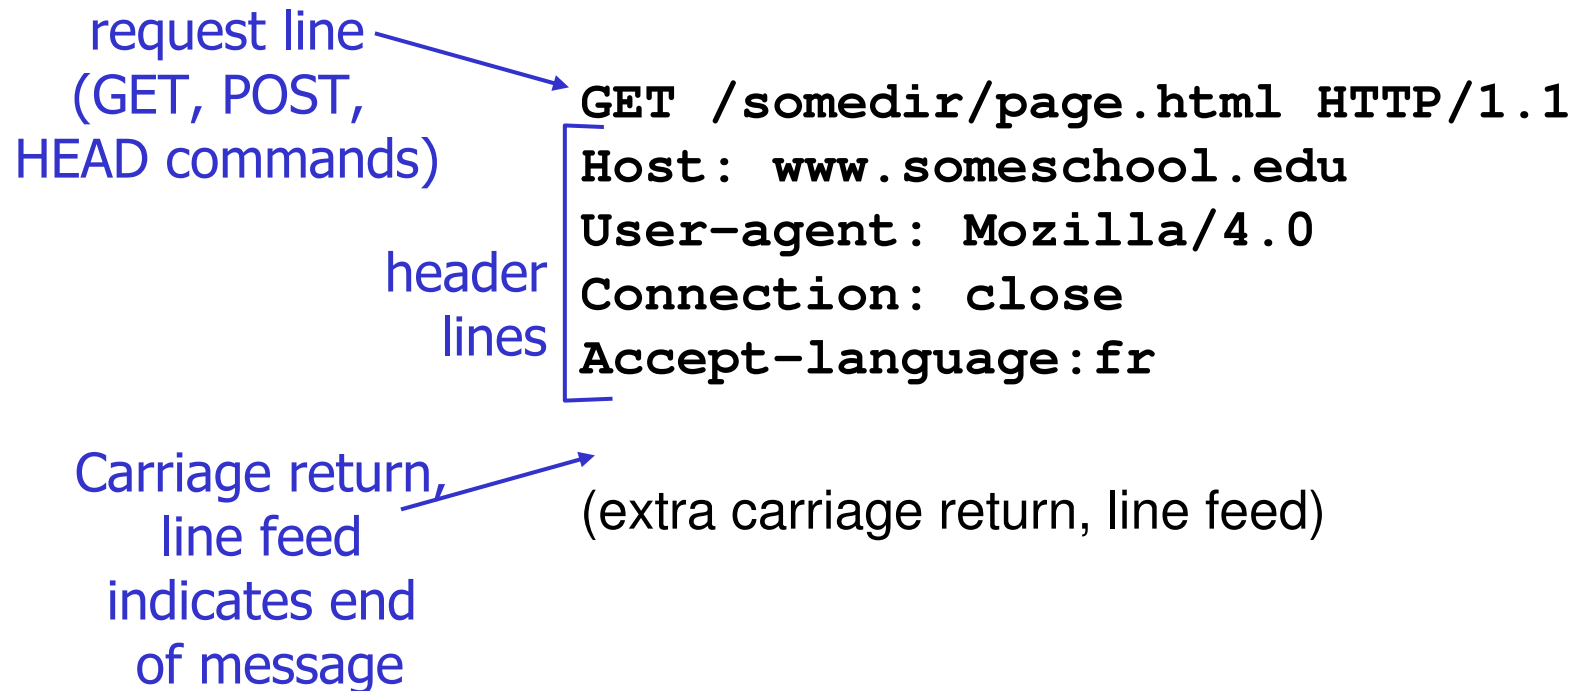 request line
(GET, POST,
HEAD commands)
GET /somedir/page.html HTTP/1.1
Host: www.someschool.edu
User-agent: Mozilla/4.0
Connection: close
Accept-language:fr
header
lines
Carriage return,
line feed
indicates end
of message
(extra carriage return, line feed)